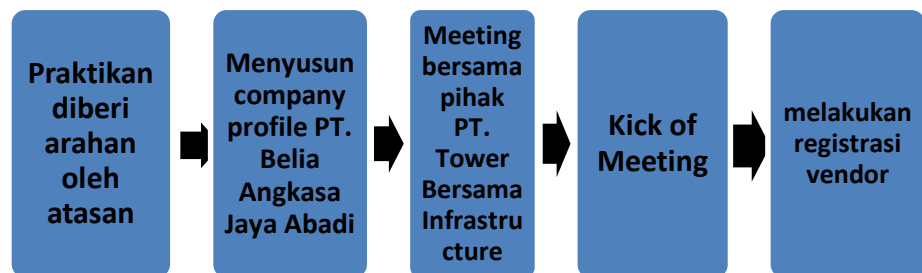 Praktikan
diberi
arahan
oleh
atasan
Menyusun
company
profile PT.
Belia
Angkasa
Jaya Abadi
Meeting
bersama
pihak
PT.
Tower
Bersama
Infrastru
cture
Kick of
Meeting
melakukan
registrasi
vendor